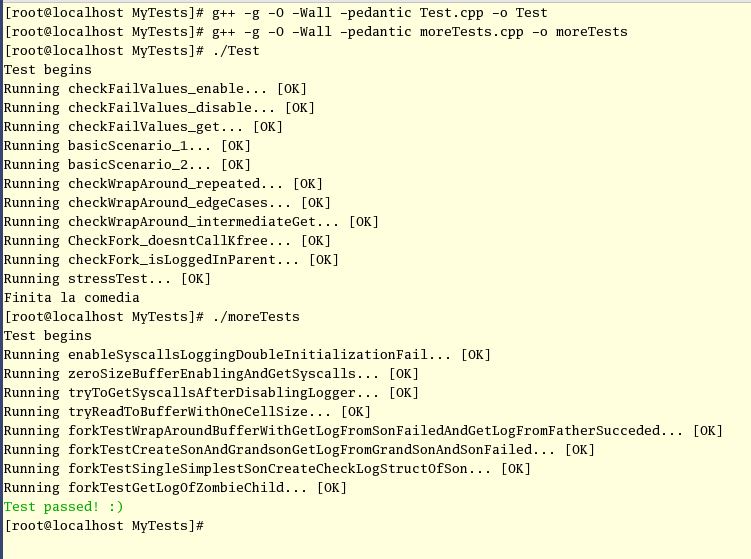 [root@localhost MyTests]# g++ -g -O -Wall -pedantic Test.cpp -o Test
[root@localhost MyTests]# g++ -g -O -Wall -pedantic moreTests.cpp -o moreTests
[root@localhost MyTests]# ./Test
Test begins
Running checkFailValues_enable... [OK]
Running checkFailValues_disable... [OK]
Running checkFailValues_get... [OK]
Running basicScenario_1... [OK]
Running basicScenario_2... [OK]
Running checkWrapAround_repeated... [OK]
Running checkWrapAround_edgeCases... [OK]
Running checkWrapAround_intermediateGet... [OK]
Running CheckFork_doesntCallKfree... [OK]
Running checkFork_isLoggedInParent... [OK]
Running stressTest... [OK]
Finita la comedia
[root@localhost MyTests]# ./moreTests
Test begins
Running enableSyscallsLoggingDoubleInitializationFail... [OK]
Running zeroSizeBufferEnablingAndGetSyscalls... [OK]
Running tryToGetSyscallsAfterDisablingLogger... [OK]
Running tryReadToBufferWithOneCellSize... [OK]
Running forkTestWrapAroundBufferWithGetLogFromSonFailedAndGetLogFromFatherSucceded... [OK]
Running forkTestCreateSonAndGrandsonGetLogFromGrandSonAndSonFailed... [OK]
Running forkTestSingleSimplestSonCreateCheckLogStructOfSon... [OK]
Running forkTestGetLogOfZombieChild... [OK]
Test passed! :)
[root@localhost MyTests]#